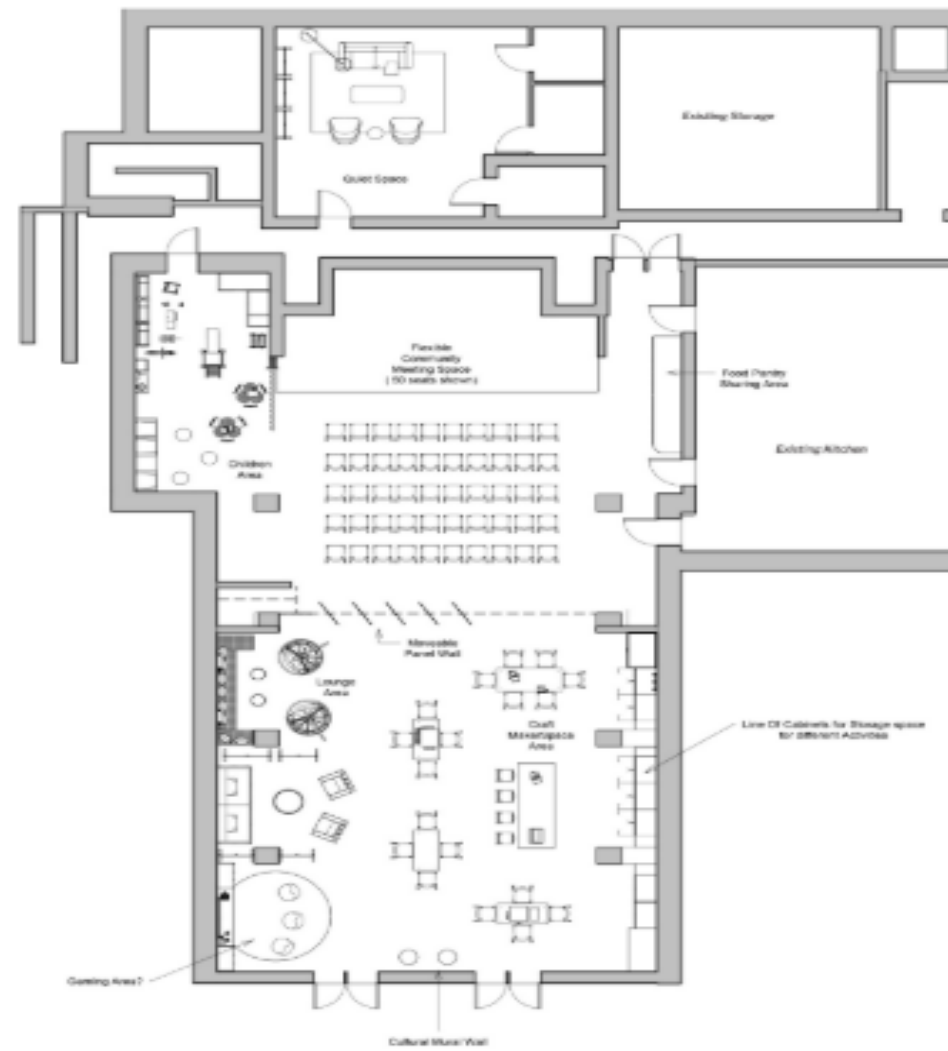 Existing Storage
Quiet Space
Flexible
Community
Meeting Space
( 50 seats shown)
Food Pantry
Sharing Area
Existing Kitchen
Children
Area
Moveable
Panel Wall
Lounge
Area
Craft
Makerspace
Area
Line Of Cabinets for Storage space
for different Activities
Gaming Area?
Cultural Mural Wall